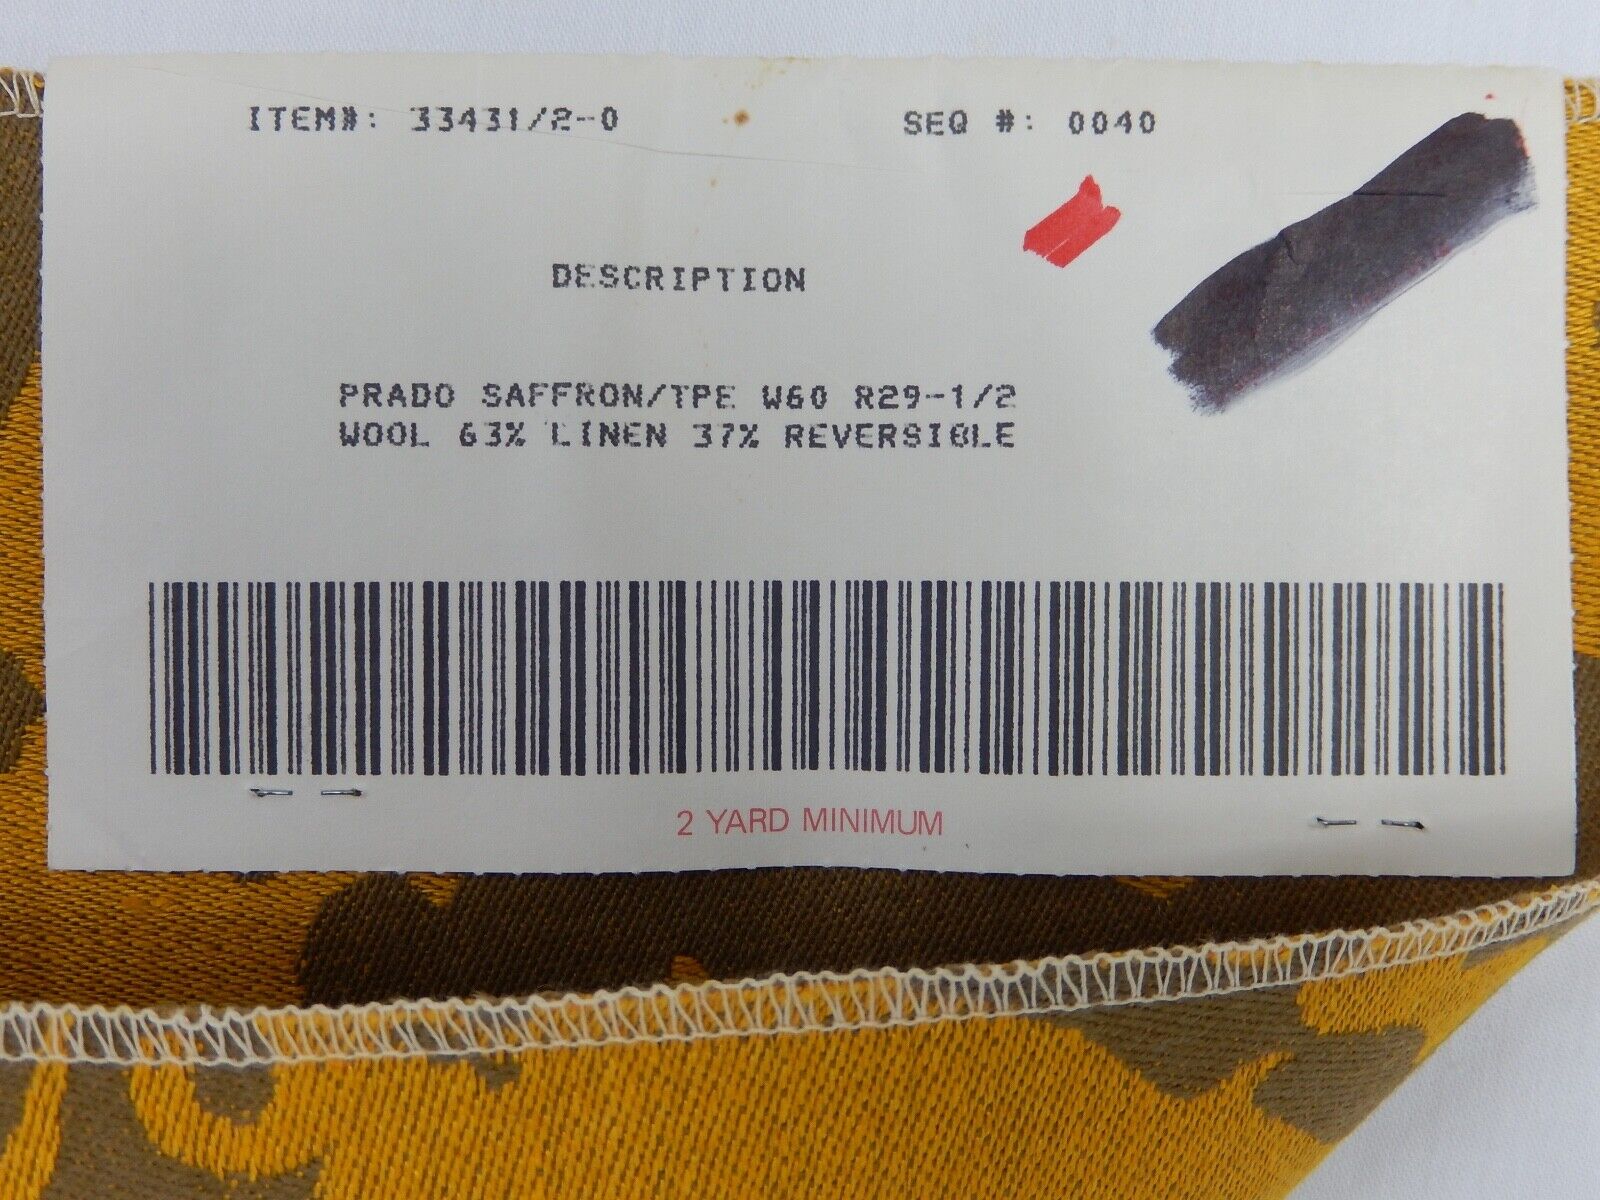 ITEM#: 33431/2-0
SEQ #: 0040
DESCRIPTION
PRADO SAFFRON/TPE W60 R29-1/2
WOOL 63% LINEN 37% REVERSIBLE
2 YARD MINIMUM